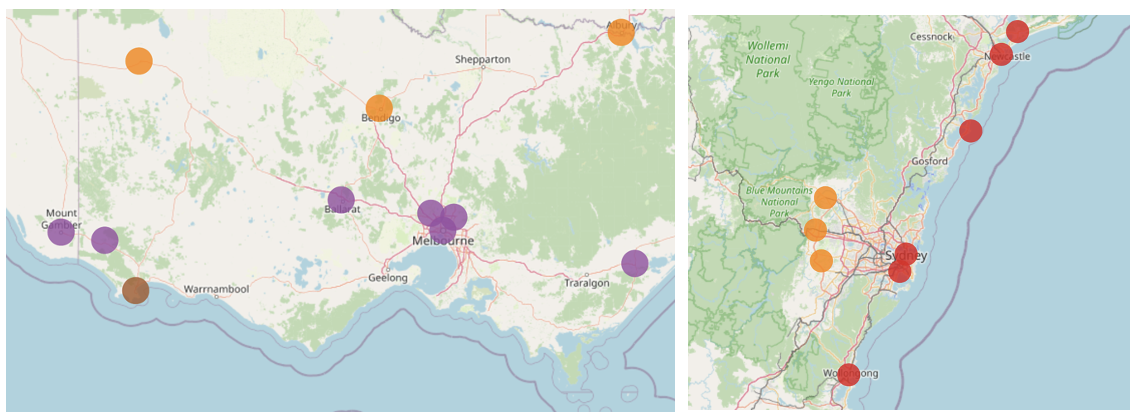 Albury
Shepparton
Bendigo
Mount
Gambier
Ballarat
Melbourne
Geelong
Warrnambool
Traralgon
Cessnock
Wollemi
National
Park
Newcastle
Yengo National
Park
Gosford
Blue Mountains
National
Park
Sydney
Wollongong